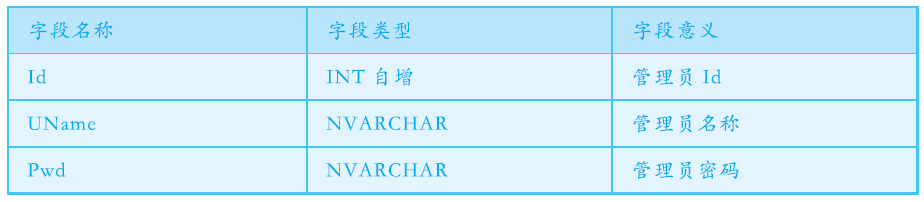 字段名称 字段类型 字段意义
Id INT 自增 管理员 Id
UName NVARCHAR 管理员名称
Pwd NVARCHAR 管理员密码